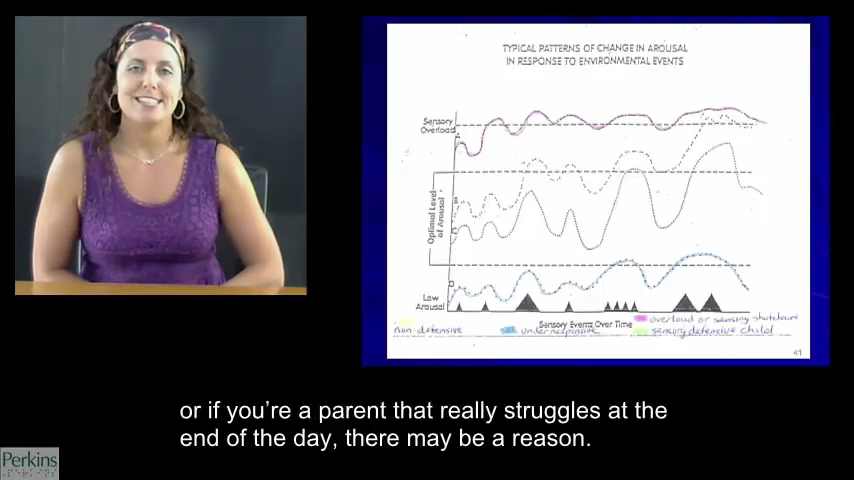 TYPICAL PATTERNS OF CHANGE IN AROUSAL
IN RESPONSE TO ENVIRONMENTAL EVENTS
Sensory
Overload
A
Optimal Level
of Arousal
B
C
D
Low
Arousal
Sensory Events Over Time
non defensive
underresponsive
overload or sensory shutdown
sensory defensive child
41
or if you’re a parent that really struggles at the
end of the day, there may be a reason.
Perkins